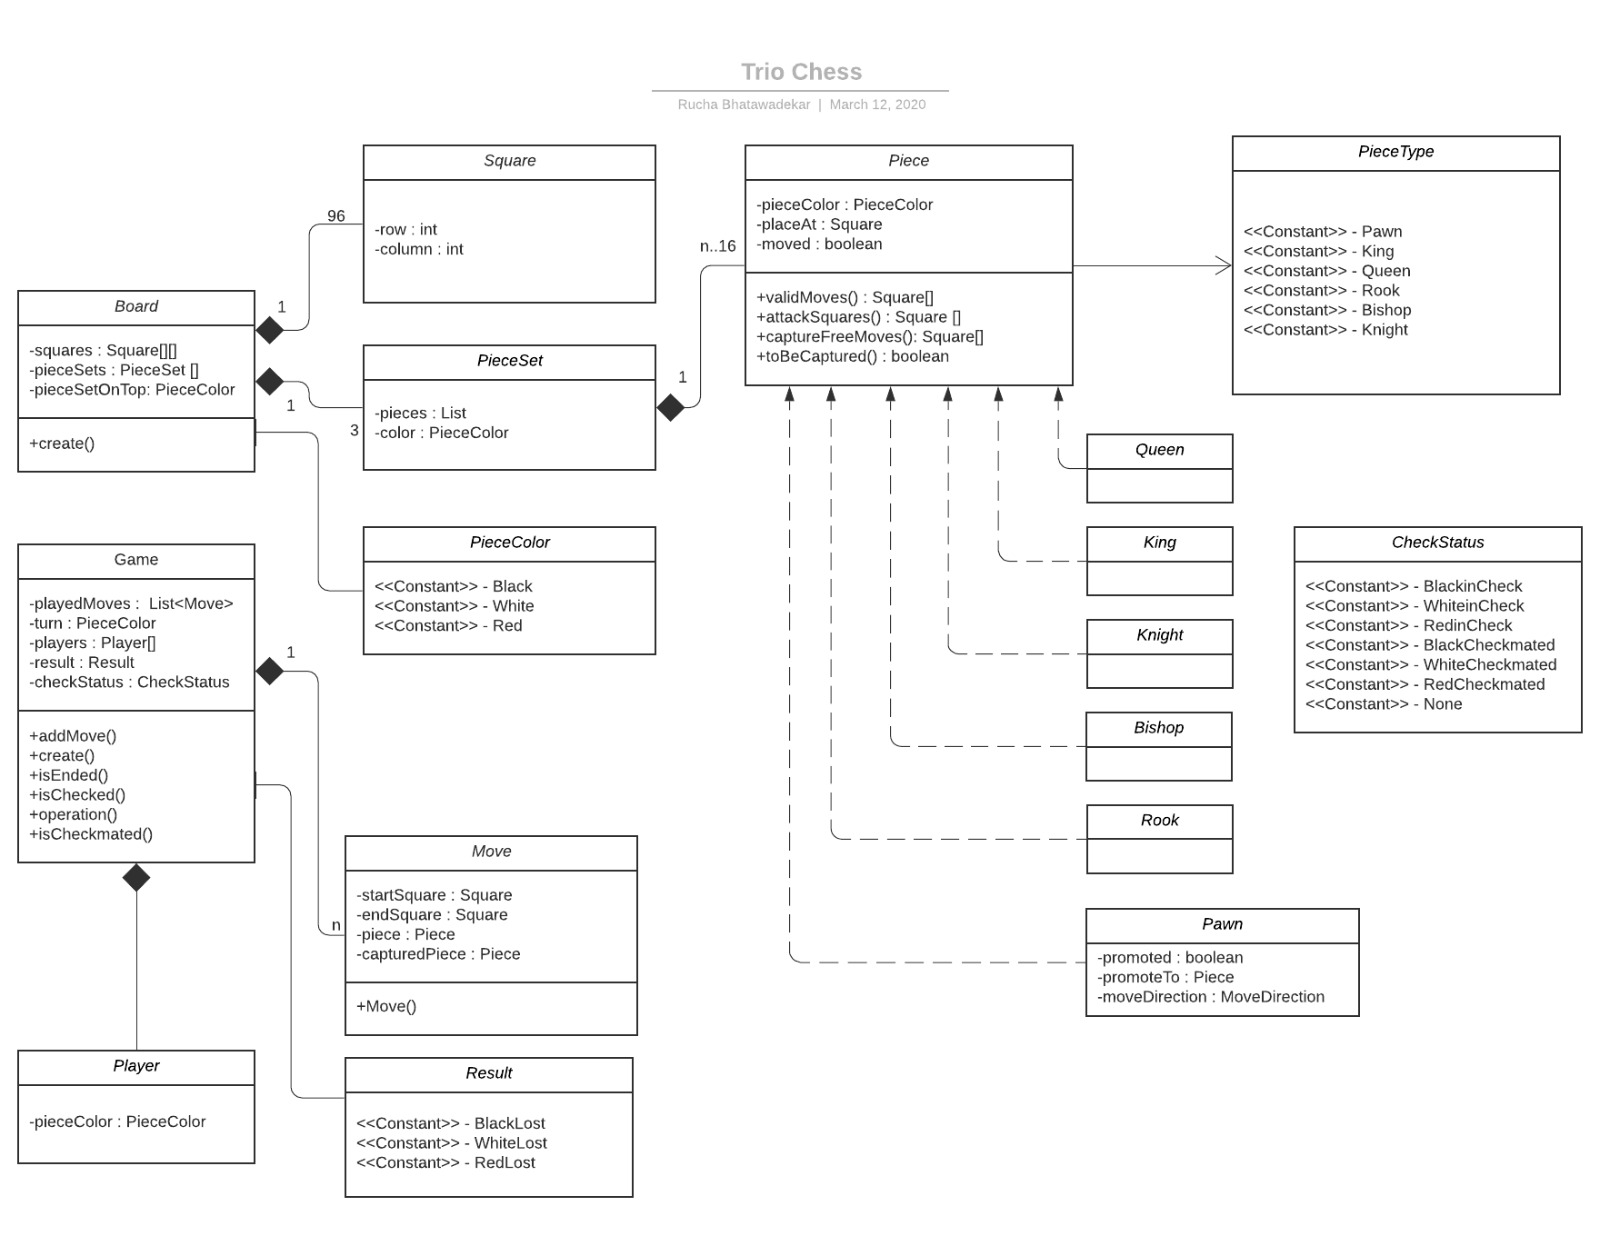 Trio Chess
Rucha Bhatawadekar | March 12, 2020
Square
-row : int
-column : int
96
Board
-squares : Square[][]
-pieceSets : PieceSet []
-pieceSetOnTop: PieceColor
+create()
1
1
3
PieceSet
-pieces : List
-color : PieceColor
1
n..16
Piece
-pieceColor : PieceColor
-placeAt : Square
-moved : boolean
+validMoves() : Square[]
+attackSquares() : Square []
+captureFreeMoves(): Square[]
+toBeCaptured() : boolean
PieceType
<<Constant>> - Pawn
<<Constant>> - King
<<Constant>> - Queen
<<Constant>> - Rook
<<Constant>> - Bishop
<<Constant>> - Knight
PieceColor
<<Constant>> - Black
<<Constant>> - White
<<Constant>> - Red
Queen
King
Knight
Bishop
Rook
Pawn
-promoted : boolean
-promoteTo : Piece
-moveDirection : MoveDirection
CheckStatus
<<Constant>> - BlackinCheck
<<Constant>> - WhiteinCheck
<<Constant>> - RedinCheck
<<Constant>> - BlackCheckmated
<<Constant>> - WhiteCheckmated
<<Constant>> - RedCheckmated
<<Constant>> - None
Game
-playedMoves : List<Move>
-turn : PieceColor
-players : Player[]
-result : Result
-checkStatus : CheckStatus
+addMove()
+create()
+isEnded()
+isChecked()
+operation()
+isCheckmated()
1
n
Move
-startSquare : Square
-endSquare : Square
-piece : Piece
-capturedPiece : Piece
+Move()
Player
-pieceColor : PieceColor
Result
<<Constant>> - BlackLost
<<Constant>> - WhiteLost
<<Constant>> - RedLost